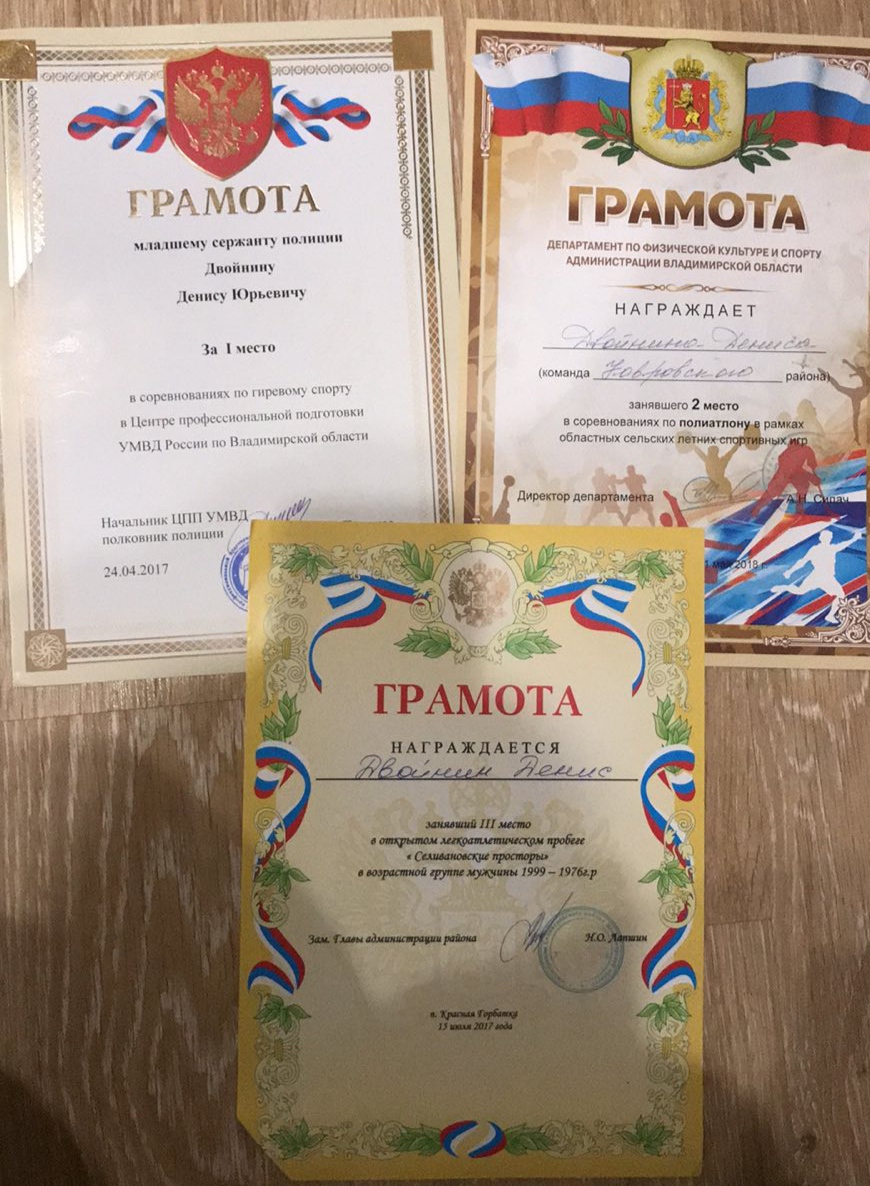 ГРАМОТА
младшему сержанту полиции
Двойнину
Денису Юрьевичу
За I место
в соревнованиях по гиревому спорту
в Центре профессиональной подготовки
УМВД России по Владимирской области
Начальник ЦПП УМВД
полковник полиции
24.04.2017
ГРАМОТА
ДЕПАРТАМЕНТ ПО ФИЗИЧЕСКОЙ КУЛЬТУРЕ И СПОРТУ
АДМИНИСТРАЦИИ ВЛАДИМИРСКОЙ ОБЛАСТИ
НАГРАЖДАЕТ
Двойнина Дениса
(команда Ковровского района)
занявшего 2 место
в соревнованиях по полиатлону в рамках
областных сельских летних спортивных игр
Директор департамента А.Н. Сипач
мая 2018 г.
ГРАМОТА
НАГРАЖДАЕТСЯ
Двойнин Денис
занявший III место
в открытом легкоатлетическом пробеге
« Селивановские просторы»
в возрастной группе мужчины 1999 – 1976г.р
Зам. Главы администрации района Н.О. Лапшин
п. Красная Горбатка
15 июля 2017 года